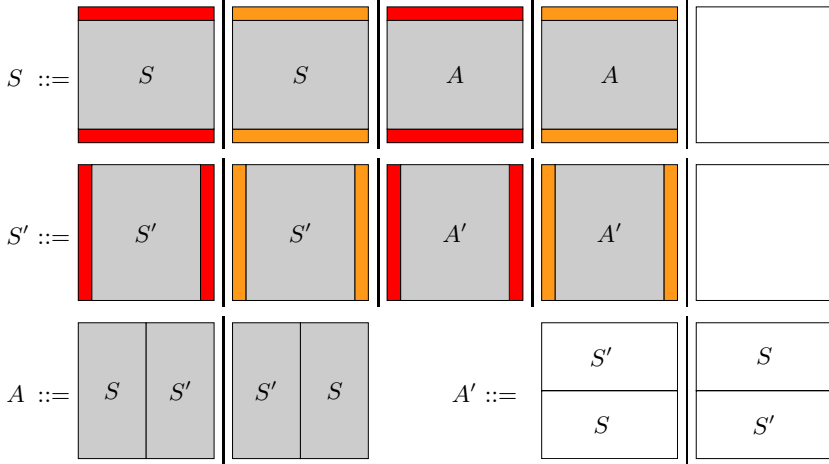 S ::= S S A A
S′ ::= S′ S′ A′ A′
A ::= S S′ S′ S A′ ::= S′ S S S′